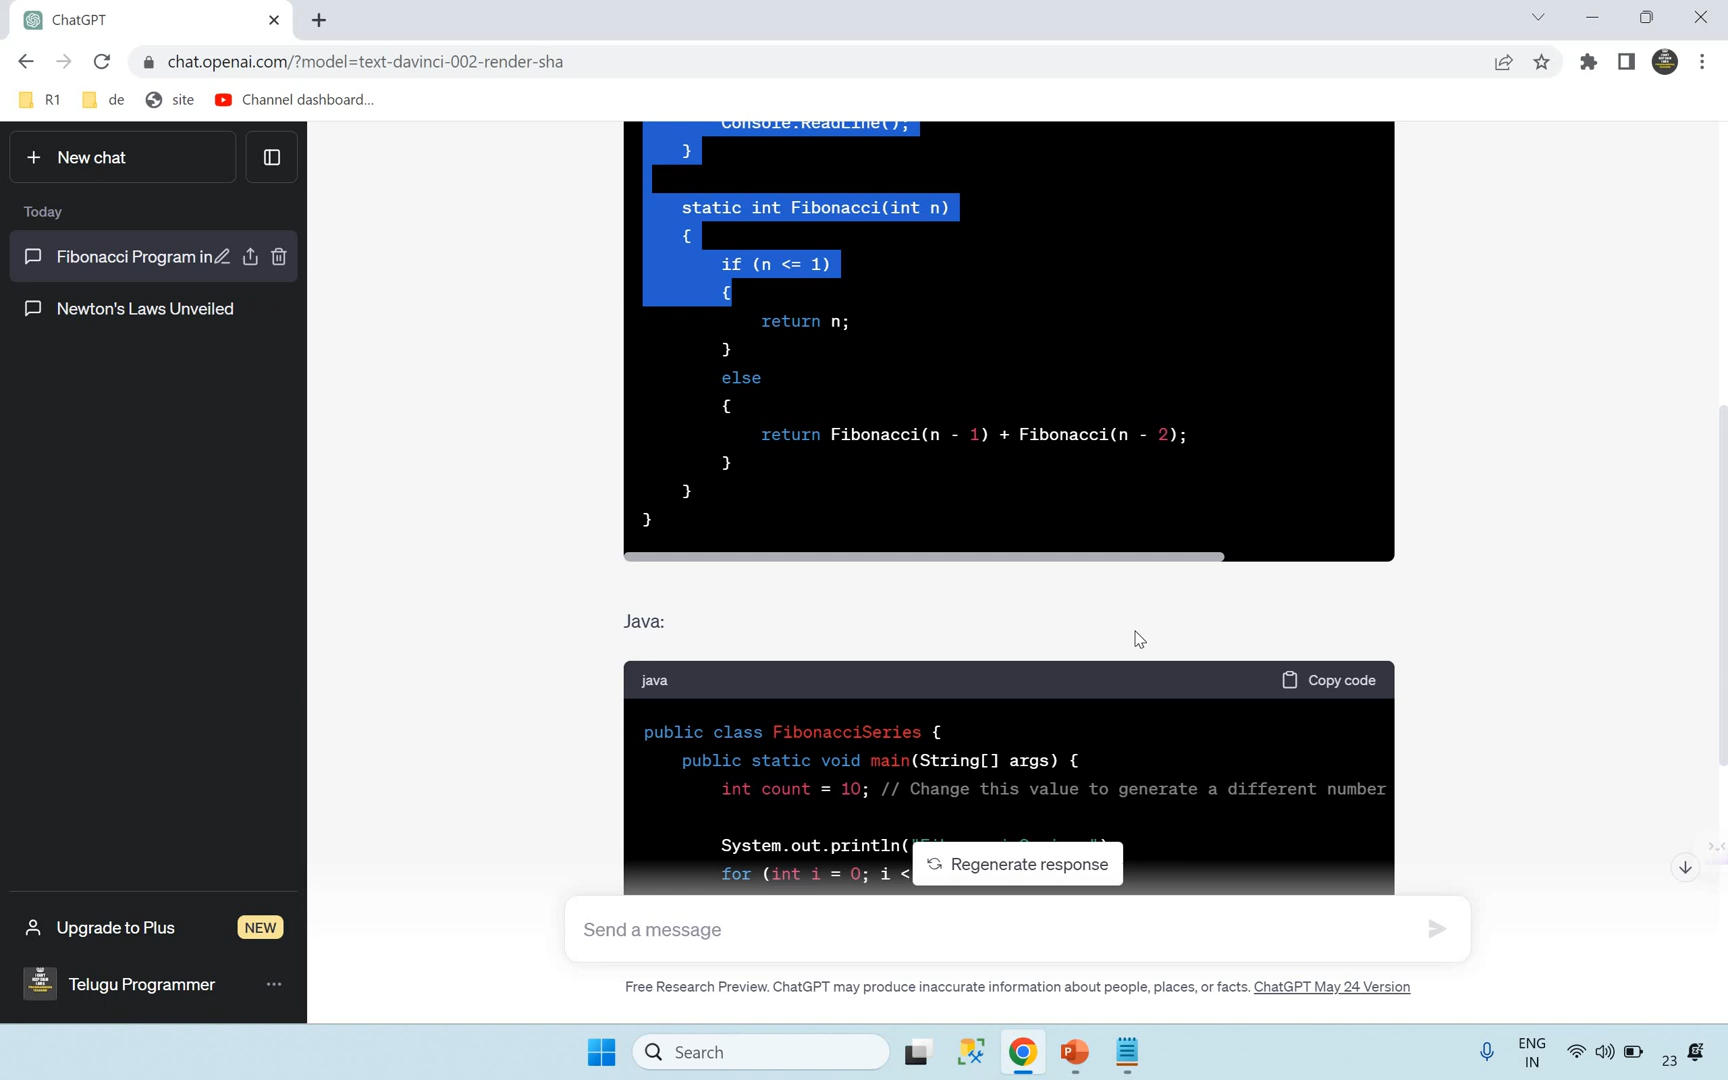 ChatGPT
chat.openai.com/?model=text-davinci-002-render-sha
R1 de site Channel dashboard...
New chat
Today
Fibonacci Program in
Newton's Laws Unveiled
Upgrade to Plus NEW
Telugu Programmer
Console.ReadLine();
}
static int Fibonacci(int n)
{
if (n <= 1)
{
return n;
}
else
{
return Fibonacci(n - 1) + Fibonacci(n - 2);
}
}
}
Java:
java Copy code
public class FibonacciSeries {
public static void main(String[] args) {
int count = 10; // Change this value to generate a different number
System.out.println(
for (int i = 0; i <
Regenerate response
Send a message
Free Research Preview. ChatGPT may produce inaccurate information about people, places, or facts. ChatGPT May 24 Version
Search
ENG
IN
23